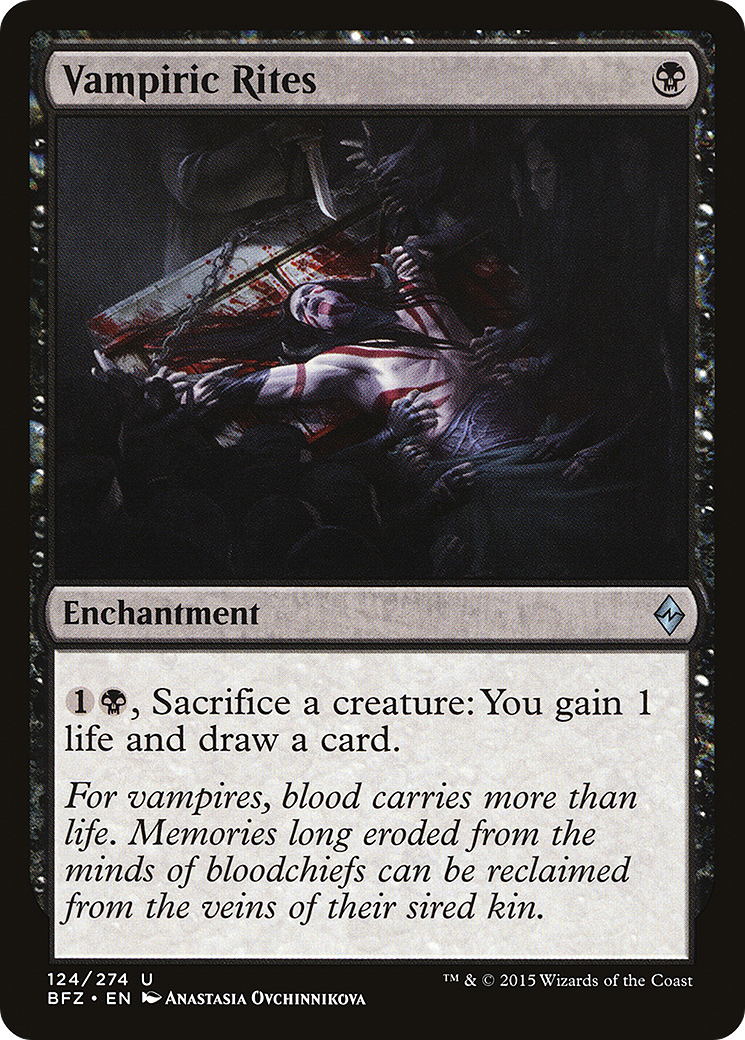 Vampiric Rites
Enchantment
1, Sacrifice a creature: You gain 1
life and draw a card.
For vampires, blood carries more than
life. Memories long eroded from the
minds of bloodchiefs can be reclaimed
from the veins of their sired kin.
124/274 U
BFZ • EN Anastasia Ovchinnikova
™ & © 2015 Wizards of the Coast